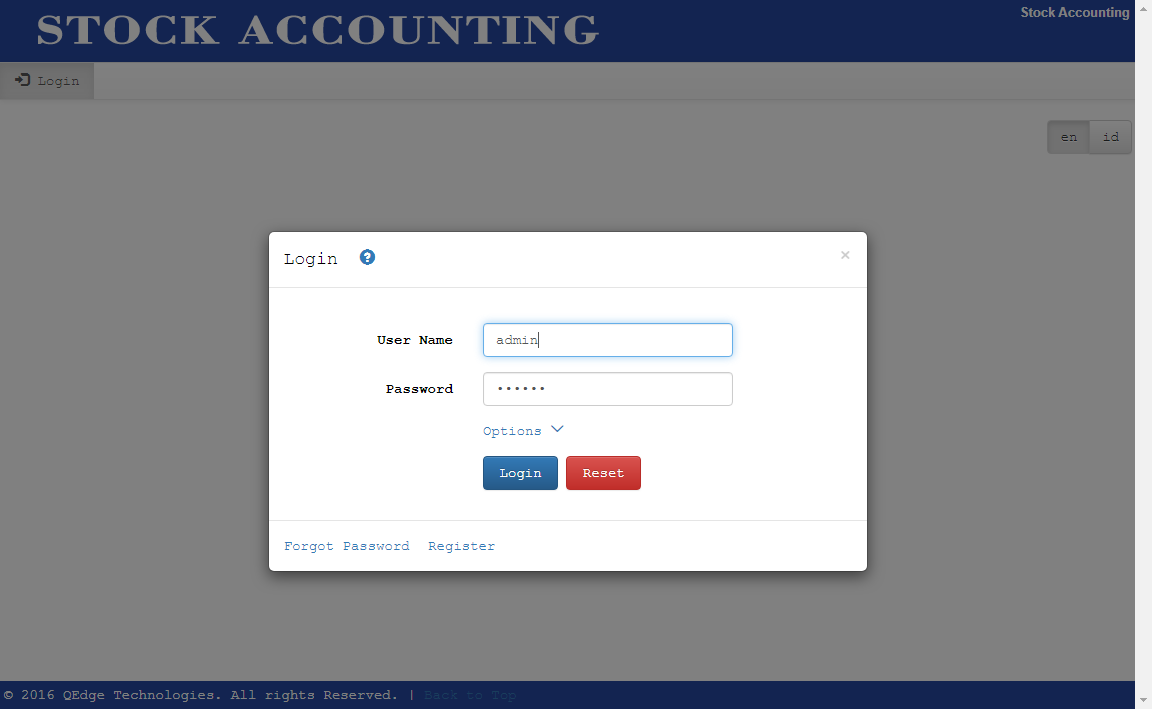 STOCK ACCOUNTING
Stock Accounting
Login
en id
Login
×
User Name admin
Password ••••••
Options
Login Reset
Forgot Password Register
© 2016 QEdge Technologies. All rights Reserved. | Back to Top